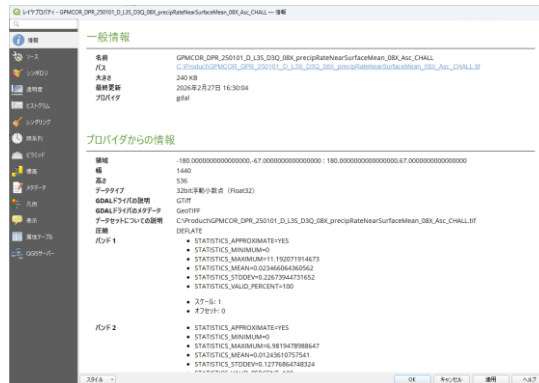 レイヤプロパティ - GPMCOR_DPR_250101_D_L3S_D3Q_08X_precipRateNearSurfaceMean_08X_Asc_CHALL — 情報
情報
ソース
シンボロジ
透明度
ヒストグラム
レンダリング
時系列
ピラミッド
標高
メタデータ
凡例
表示
属性テーブル
QGISサーバー
一般情報
名前 GPMCOR_DPR_250101_D_L3S_D3Q_08X_precipRateNearSurfaceMean_08X_Asc_CHALL
パス C:\Product\GPMCOR_DPR_250101_D_L3S_D3Q_08X_precipRateNearSurfaceMean_08X_Asc_CHALL.tif
大きさ 240 KB
最終更新 2026年2月27日 16:30:04
プロバイダ gdal
プロバイダからの情報
領域 -180.0000000000000000,-67.0000000000000000 : 180.0000000000000000,67.0000000000000000
幅 1440
高さ 536
データタイプ 32bit浮動小数点（Float32）
GDALドライバの説明 GTiff
GDALドライバのメタデータ GeoTIFF
データセットについての説明 C:\Product\GPMCOR_DPR_250101_D_L3S_D3Q_08X_precipRateNearSurfaceMean_08X_Asc_CHALL.tif
圧縮 DEFLATE
バンド 1
• STATISTICS_APPROXIMATE=YES
• STATISTICS_MINIMUM=0
• STATISTICS_MAXIMUM=11.192071914673
• STATISTICS_MEAN=0.023466064360562
• STATISTICS_STDDEV=0.22673944731652
• STATISTICS_VALID_PERCENT=100
• スケール: 1
• オフセット: 0
バンド 2
• STATISTICS_APPROXIMATE=YES
• STATISTICS_MINIMUM=0
• STATISTICS_MAXIMUM=6.9819478988647
• STATISTICS_MEAN=0.01243610757541
• STATISTICS_STDDEV=0.12776864748324
• STATISTICS_VALID_PERCENT=100
スタイル
OK
キャンセル
適用
ヘルプ